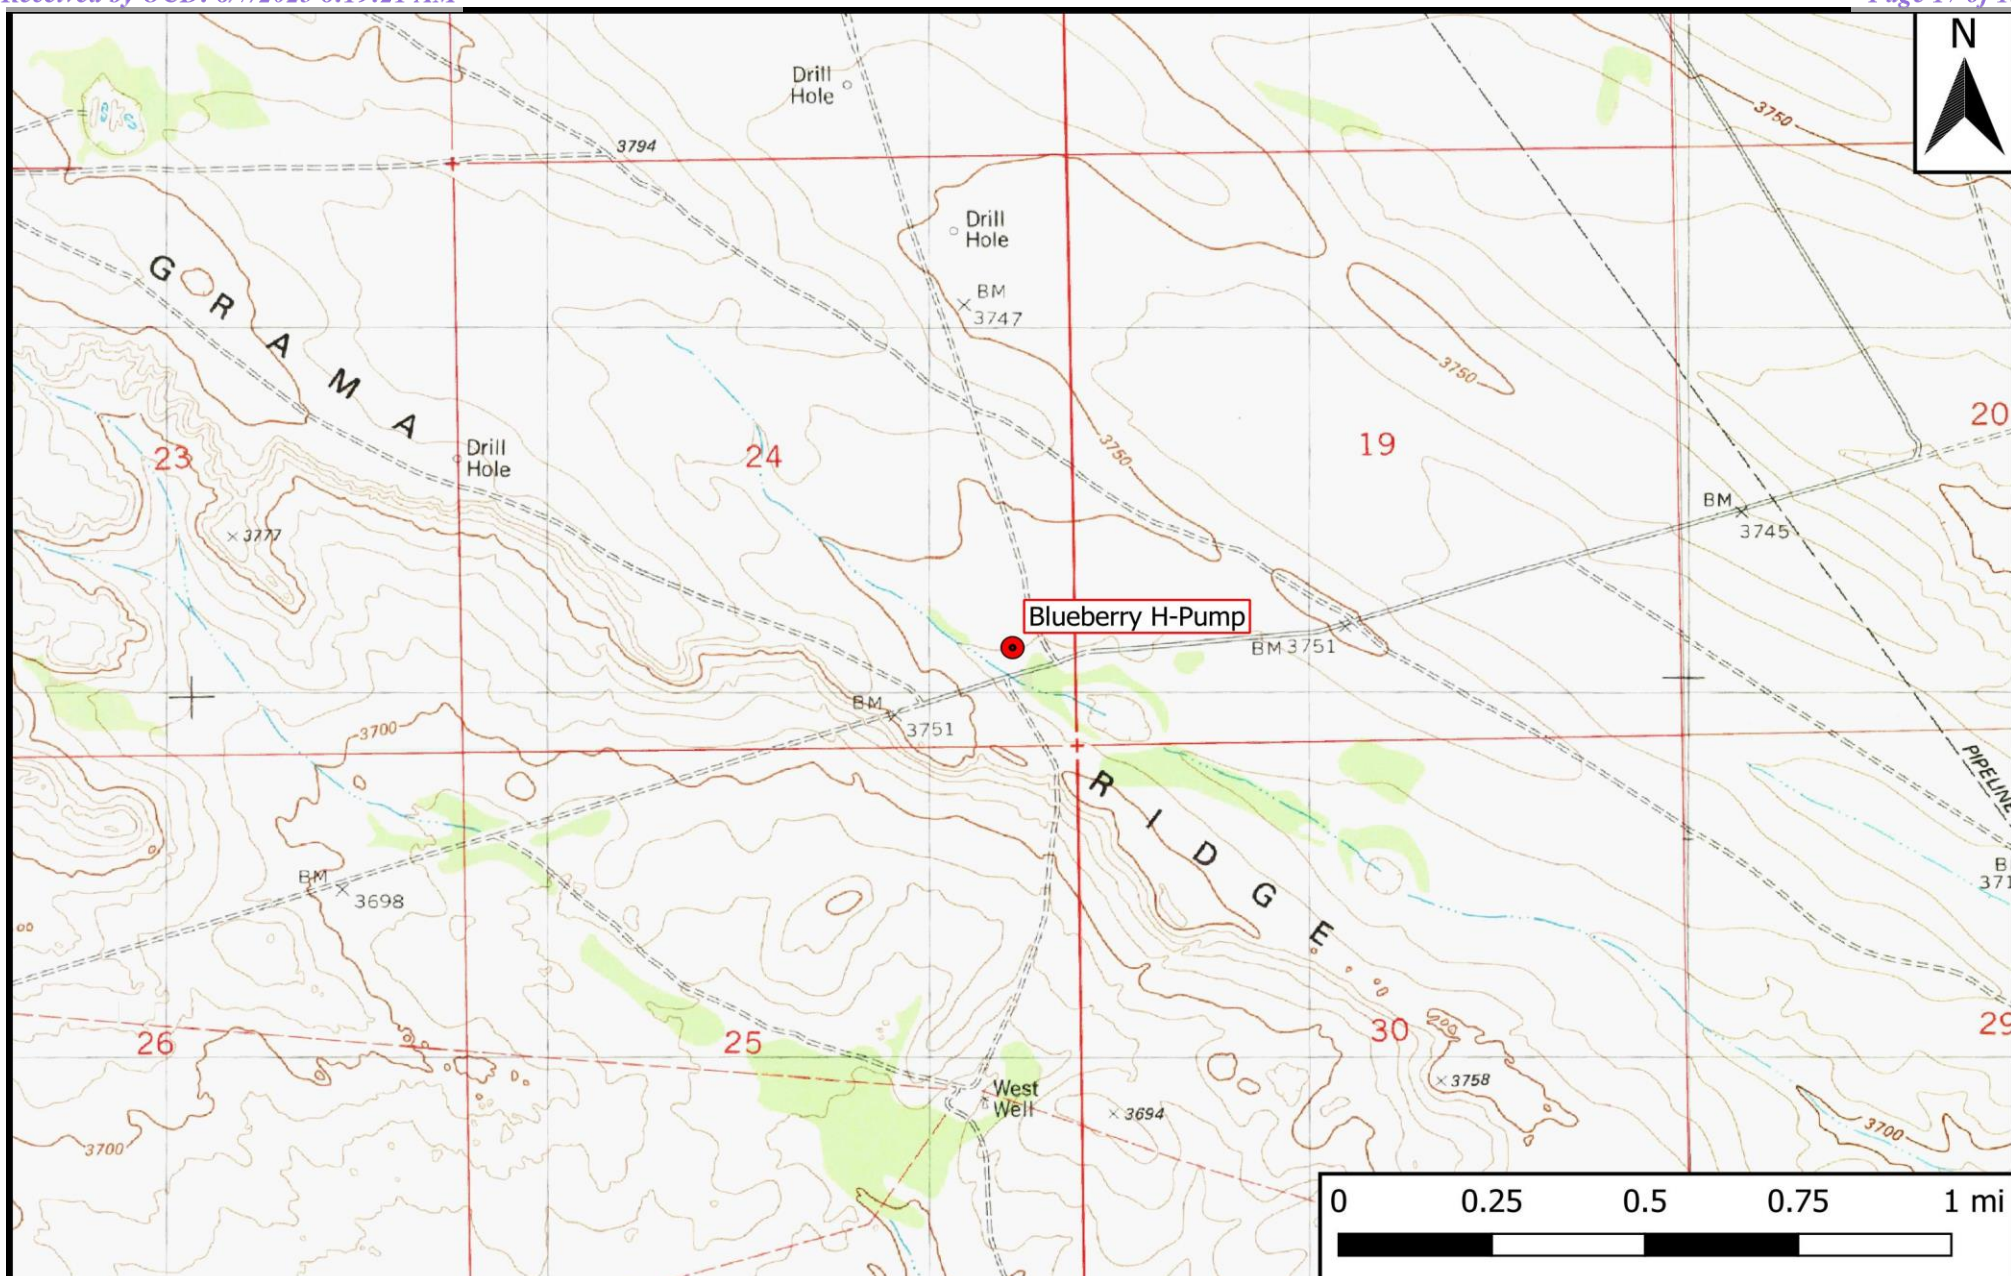 N
Drill
Hole
3750
3794
Drill
Hole
BM
3747
G R A M A
3750
3750
20
19
24
23
Drill
Hole
BM
3745
3777
Blueberry H-Pump
BM 3751
BM
3751
3700
PIPELINE
R I D G E
BM
3698
26
25
30
29
West
Well
3758
3694
3700
3700
0 0.25 0.5 0.75 1 mi